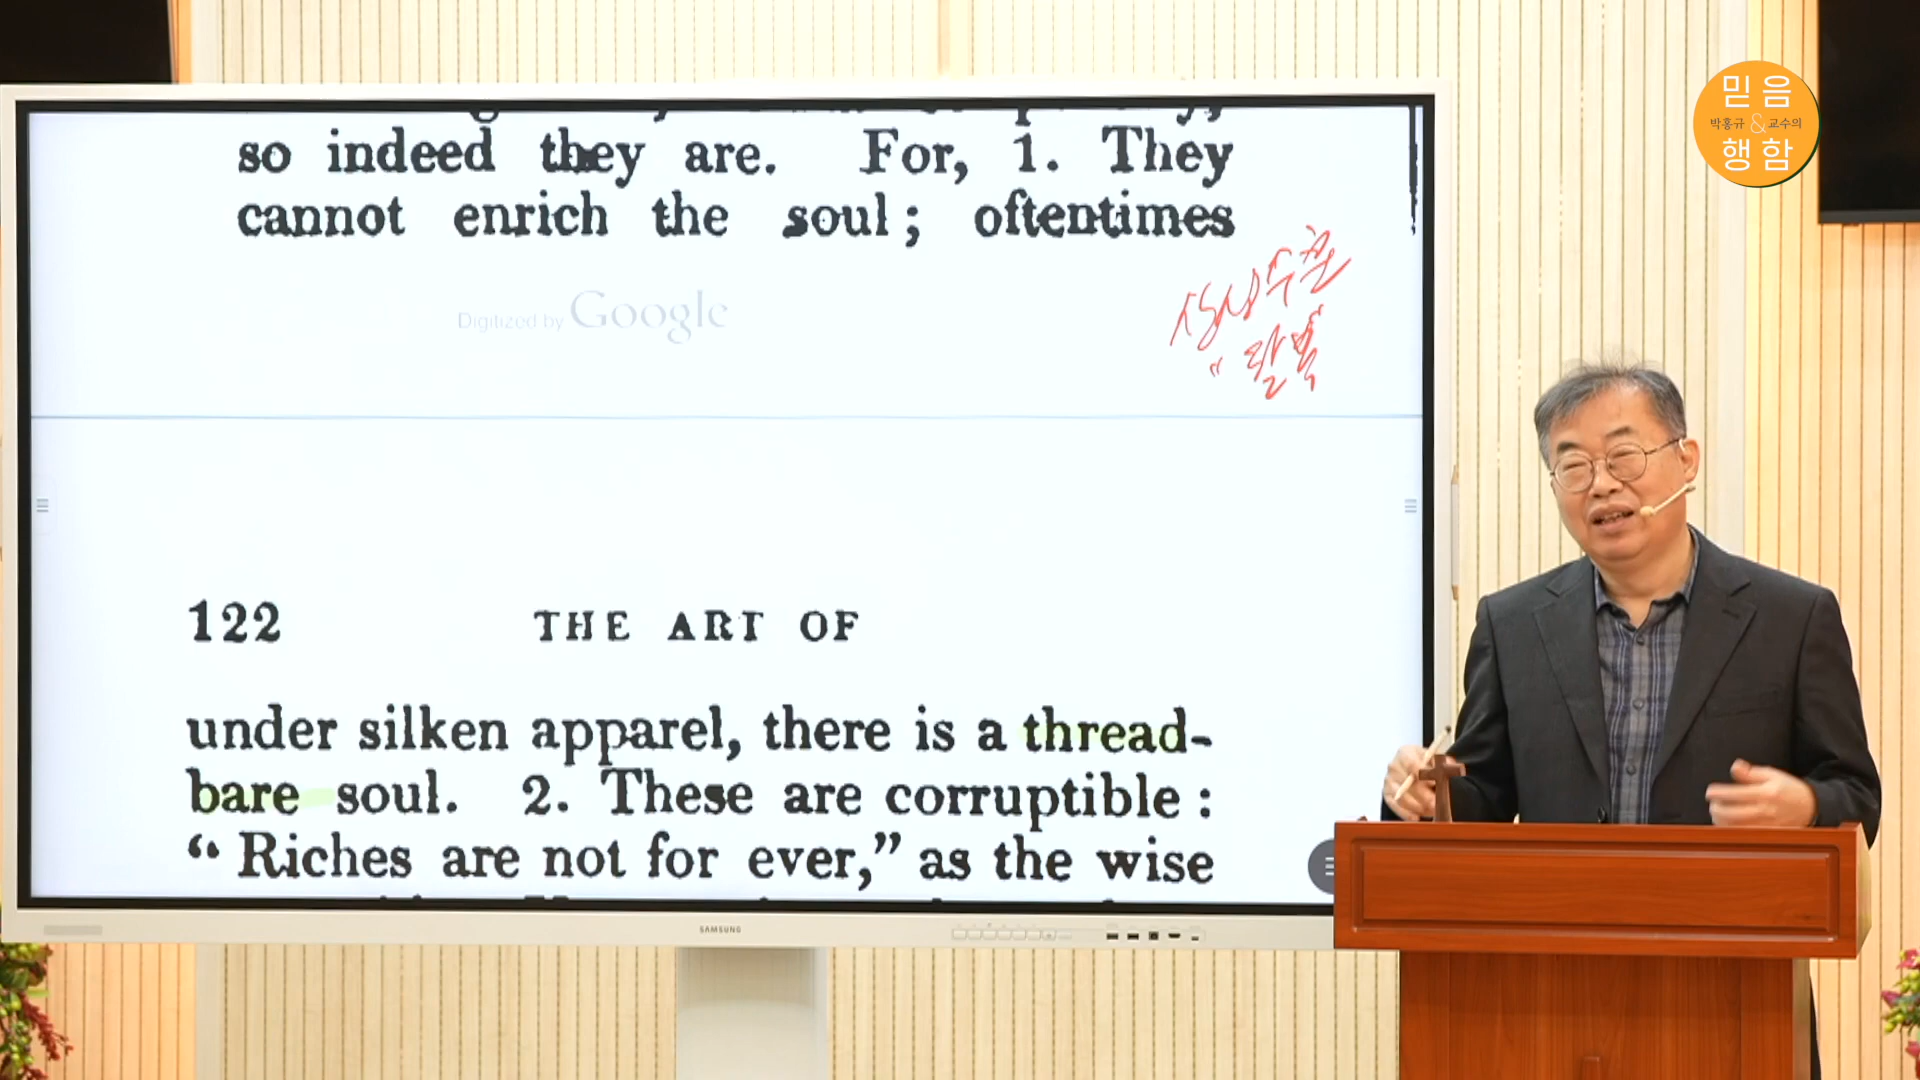 so indeed they are. For, 1. They
cannot enrich the soul; oftentimes
Digitized by Google
122 THE ART OF
under silken apparel, there is a thread-
bare soul. 2. These are corruptible :
“ Riches are not for ever,” as the wise
SAMSUNG
믿음
박홍규 & 교수의
행함